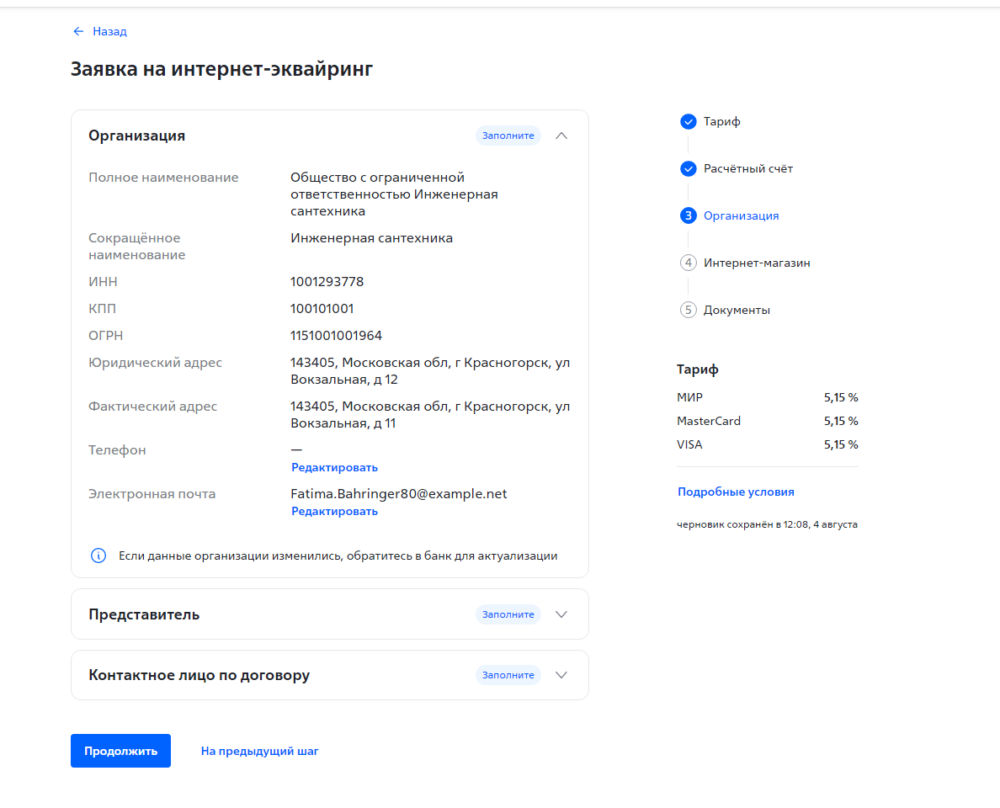 Назад
Заявка на интернет-эквайринг
Организация
Заполните
Полное наименование
Общество с ограниченной
ответственностью Инженерная
сантехника
Сокращённое
наименование
Инженерная сантехника
ИНН
1001293778
КПП
100101001
ОГРН
1151001001964
Юридический адрес
143405, Московская обл, г Красногорск, ул
Вокзальная, д 12
Фактический адрес
143405, Московская обл, г Красногорск, ул
Вокзальная, д 11
Телефон
—
Редактировать
Электронная почта
Fatima.Bahringer80@example.net
Редактировать
Если данные организации изменились, обратитесь в банк для актуализации
Представитель
Заполните
Контактное лицо по договору
Заполните
Продолжить
На предыдущий шаг
Тариф
Расчётный счёт
3 Организация
4 Интернет-магазин
5 Документы
Тариф
МИР 5,15 %
MasterCard 5,15 %
VISA 5,15 %
Подробные условия
черновик сохранён в 12:08, 4 августа